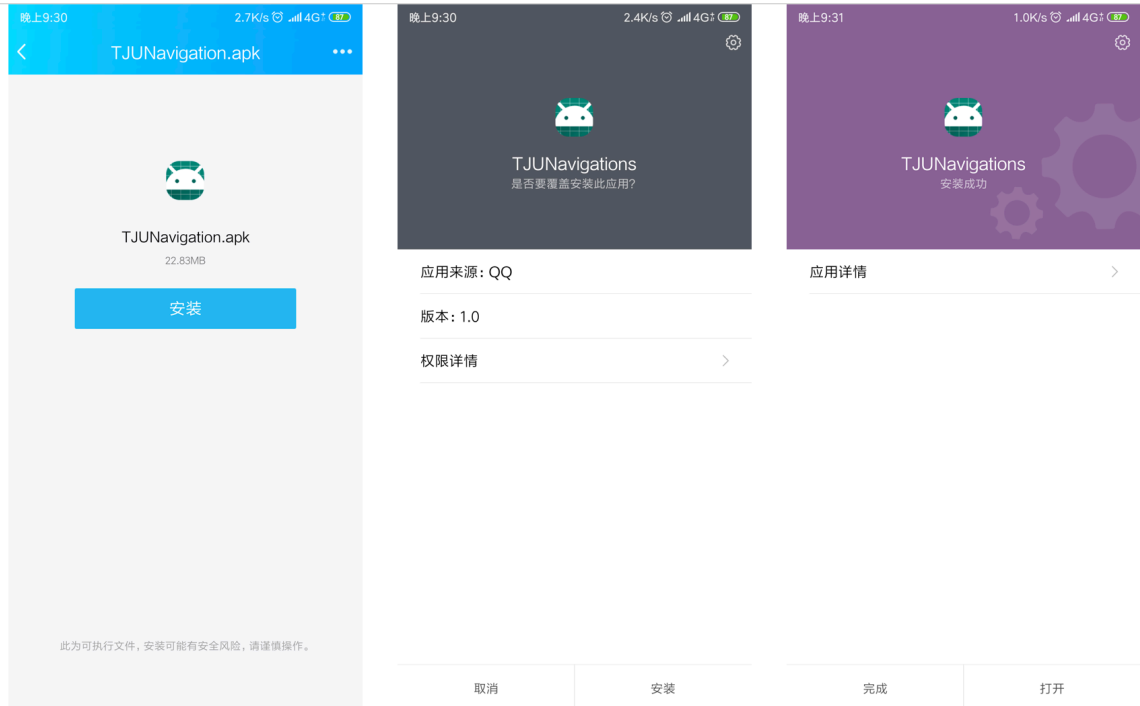 晚上9:30
2.7K/s
4G
87
TJUNavigation.apk
TJUNavigation.apk
22.83MB
安装
此为可执行文件，安装可能有安全风险，请谨慎操作。
晚上9:30
2.4K/s
4G
87
TJUNavigations
是否要覆盖安装此应用?
应用来源: QQ
版本: 1.0
权限详情
取消
安装
晚上9:31
1.0K/s
4G
87
TJUNavigations
安装成功
应用详情
完成
打开